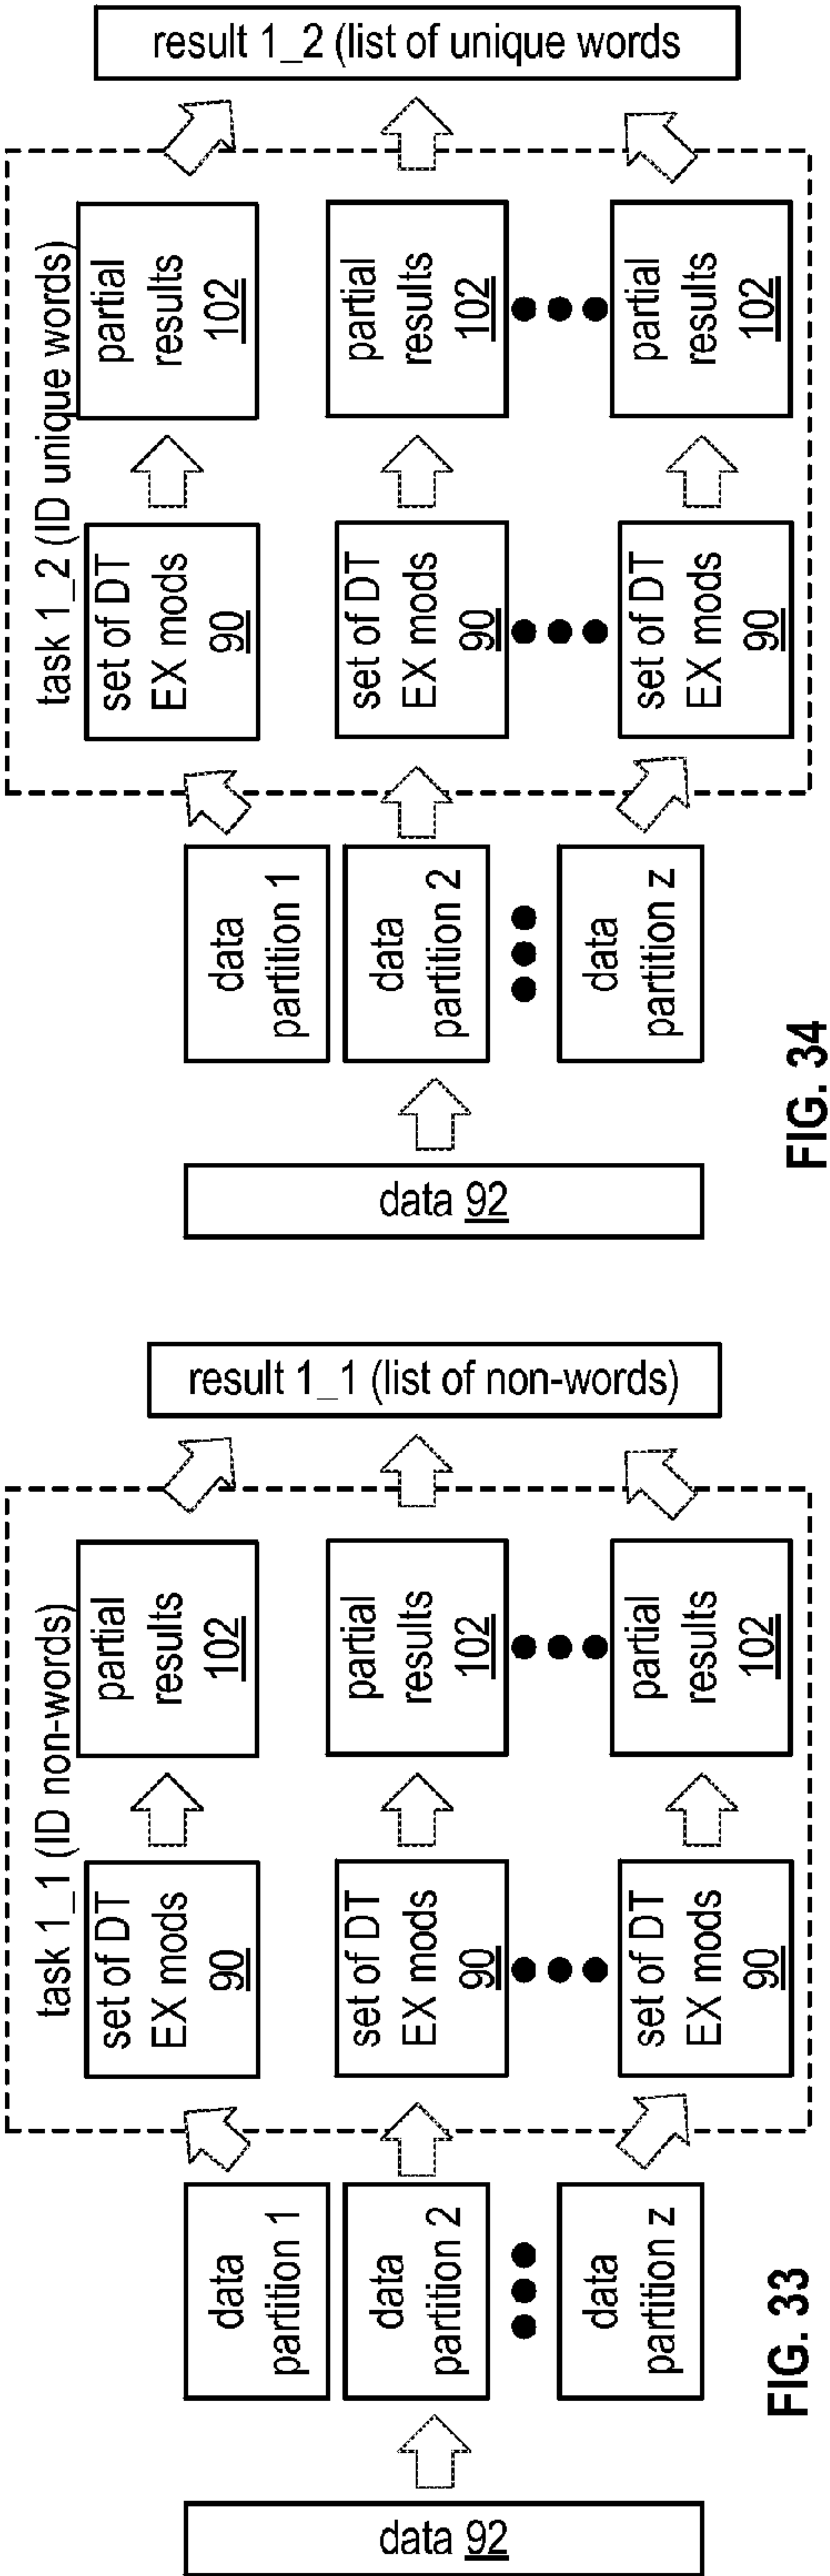 data 92
data
partition 1
data
partition 2
data
partition z
task 1_1 (ID non-words)
set of DT
EX mods
90
set of DT
EX mods
90
set of DT
EX mods
90
partial
results
102
partial
results
102
partial
results
102
result 1_1 (list of non-words)
FIG. 33
data 92
data
partition 1
data
partition 2
data
partition z
task 1_2 (ID unique words)
set of DT
EX mods
90
set of DT
EX mods
90
set of DT
EX mods
90
partial
results
102
partial
results
102
partial
results
102
result 1_2 (list of unique words
FIG. 34